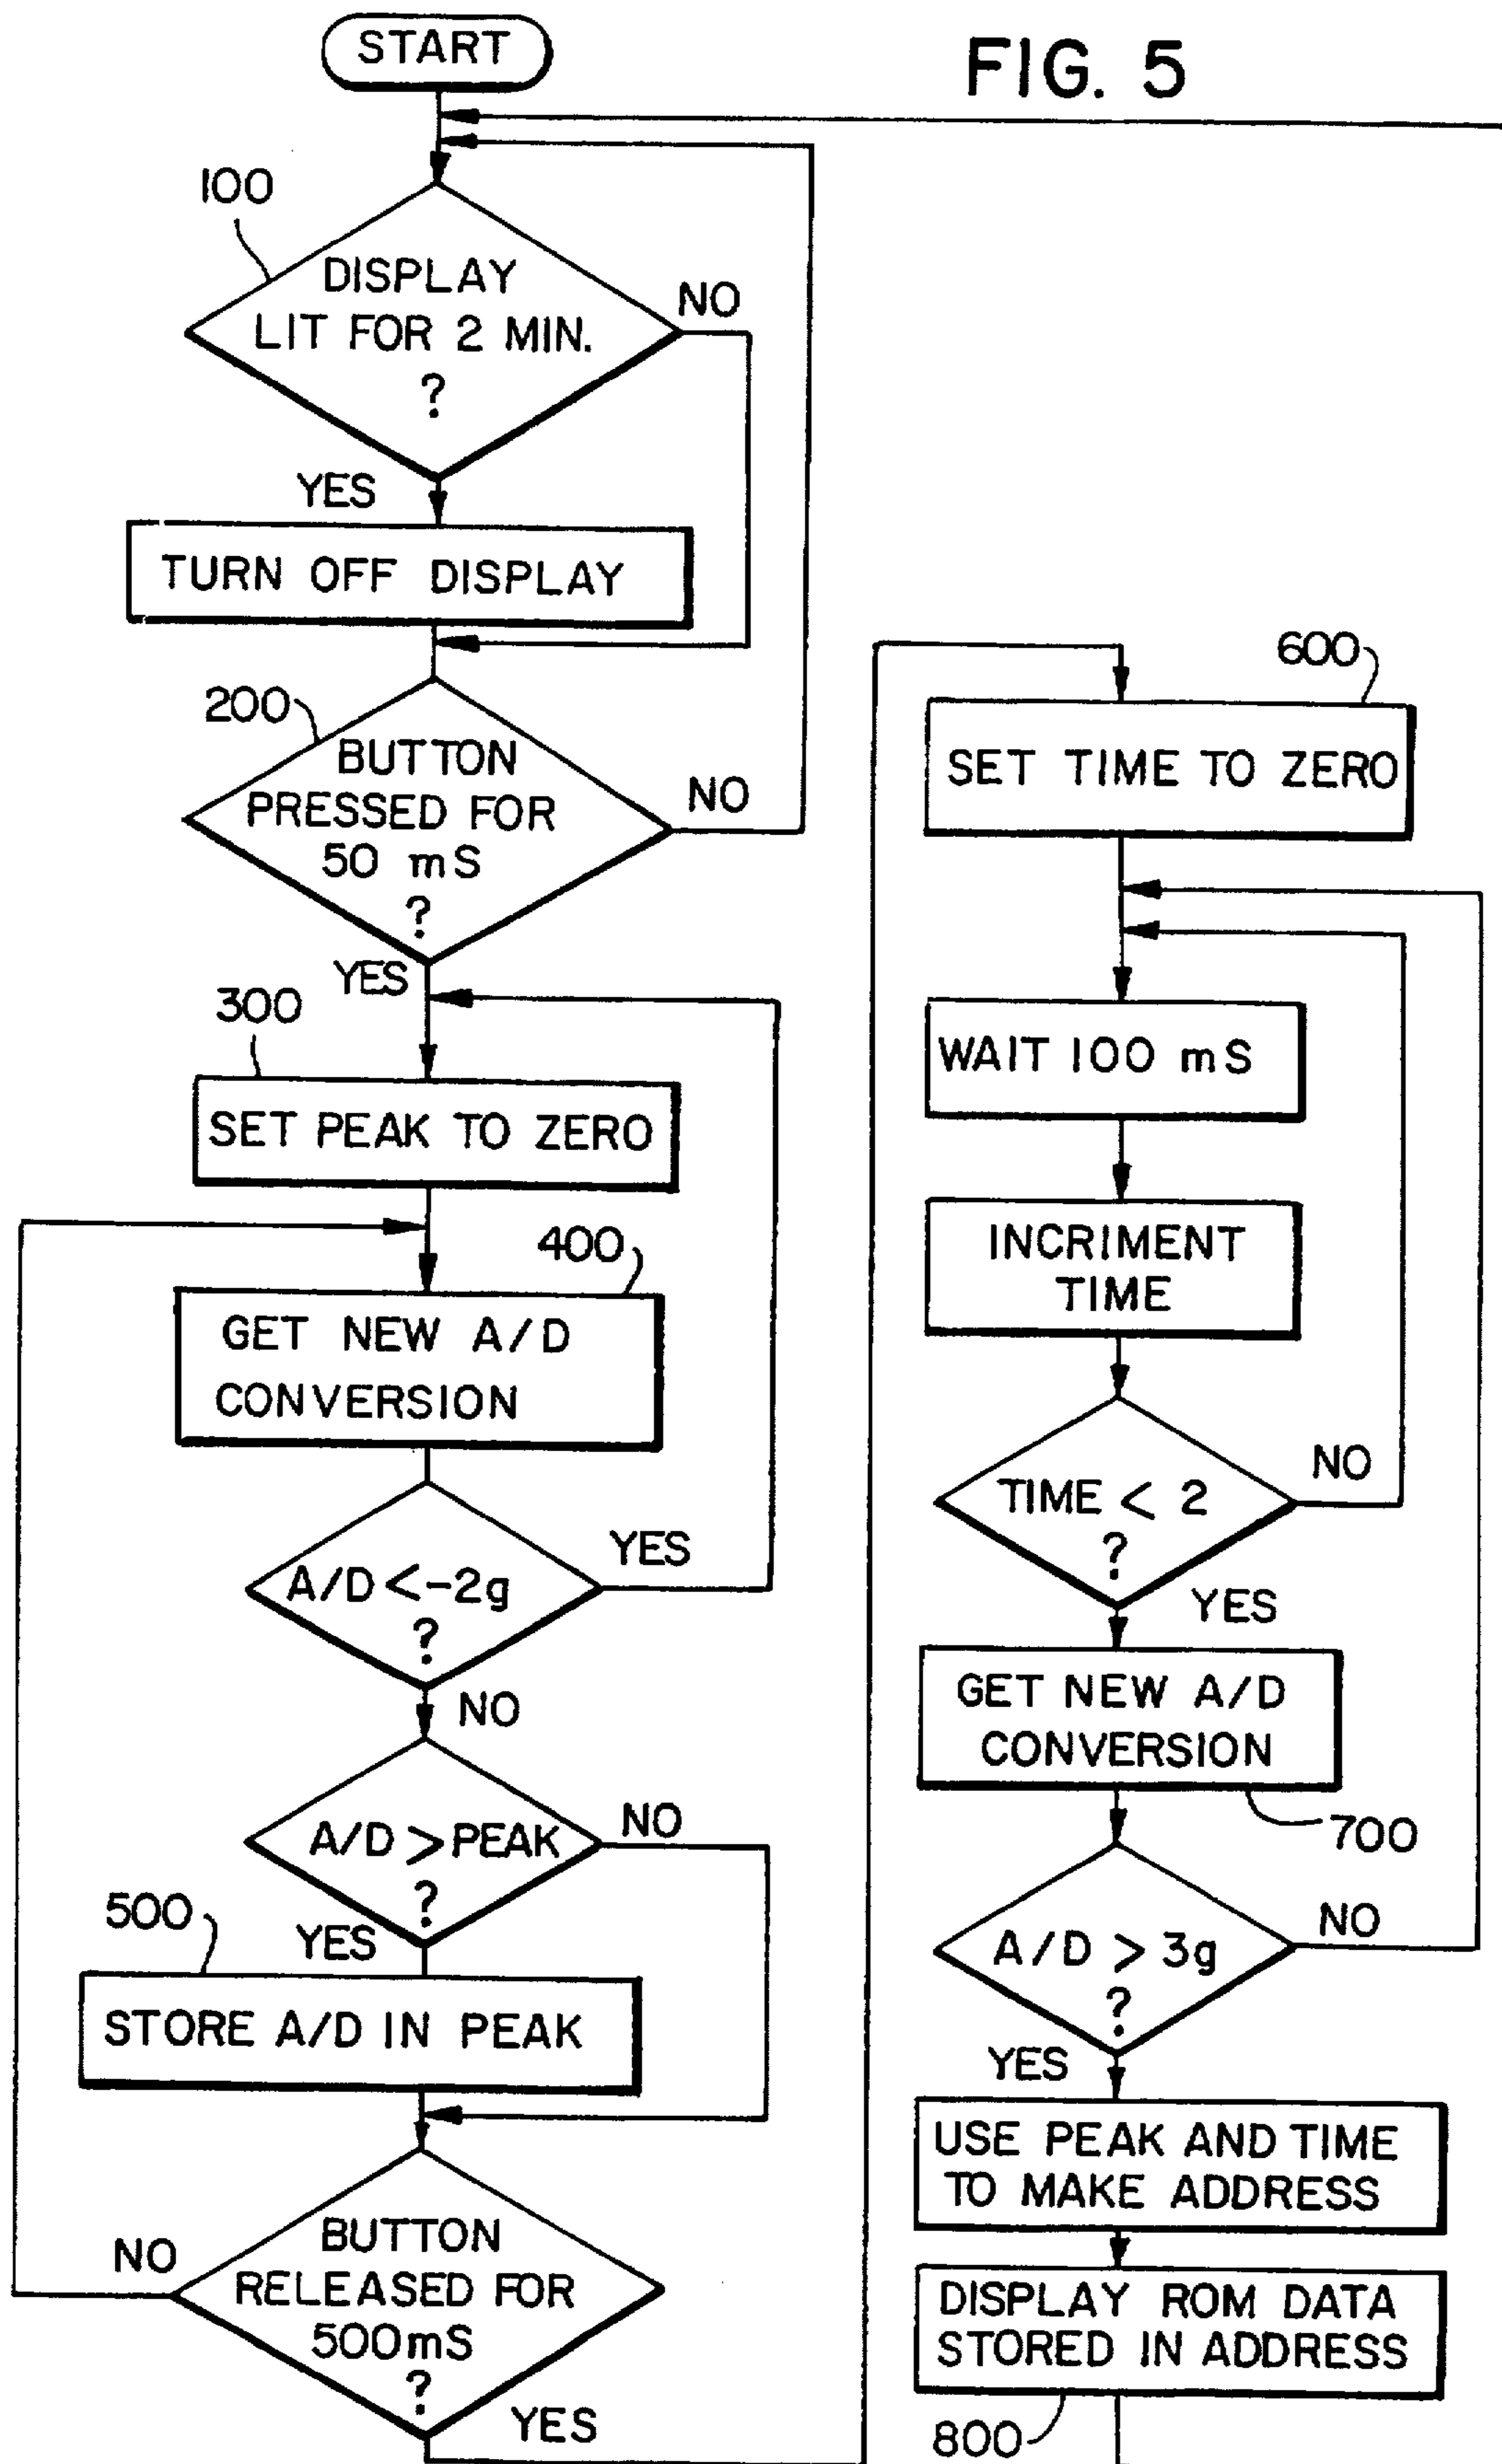 START
FIG. 5
100
DISPLAY
LIT FOR 2 MIN.
?
NO
YES
TURN OFF DISPLAY
200
BUTTON
PRESSED FOR
50 mS
?
NO
YES
300
SET PEAK TO ZERO
400
GET NEW A/D
CONVERSION
A/D <-2g
?
YES
NO
A/D > PEAK
?
NO
YES
500
STORE A/D IN PEAK
BUTTON
RELEASED FOR
500mS
?
NO
YES
600
SET TIME TO ZERO
WAIT 100 mS
INCRIMENT
TIME
TIME < 2
?
NO
YES
GET NEW A/D
CONVERSION
700
A/D > 3g
?
NO
YES
USE PEAK AND TIME
TO MAKE ADDRESS
DISPLAY ROM DATA
STORED IN ADDRESS
800